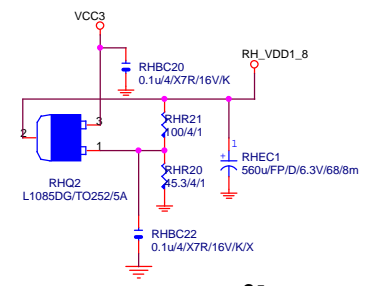 VCC3
RH_VDD1_8
RHBC20
0.1u/4/X7R/16V/K
3
RHR21
100/4/1
2
1
1
+
RHEC1
560u/FP/D/6.3V/68/8m
RHR20
45.3/4/1
RHQ2
L1085DG/TO252/5A
RHBC22
0.1u/4/X7R/16V/K/X